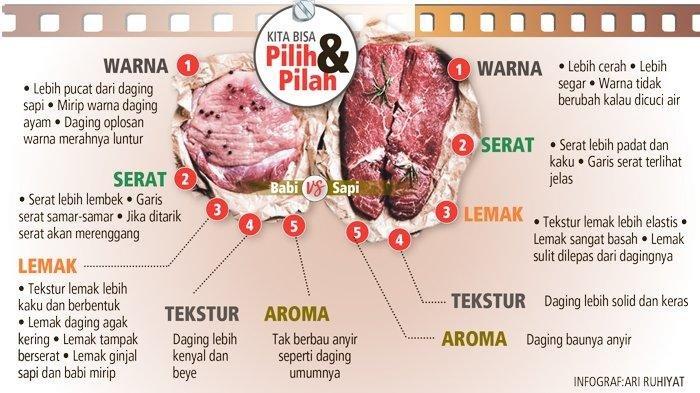 KITA BISA
Pilih &
Pilah
WARNA 1
• Lebih pucat dari daging
sapi • Mirip warna daging
ayam • Daging oplosan
warna merahnya luntur
SERAT 2
• Serat lebih lembek • Garis
serat samar-samar • Jika ditarik
serat akan merenggang
3
LEMAK
• Tekstur lemak lebih
kaku dan berbentuk
• Lemak daging agak
kering • Lemak tampak
berserat • Lemak ginjal
sapi dan babi mirip
4
TEKSTUR
Daging lebih
kenyal dan
beye
5
AROMA
Tak berbau anyir
seperti daging
umumnya
Babi VS Sapi
1 WARNA
• Lebih cerah • Lebih
segar • Warna tidak
berubah kalau dicuci air
2 SERAT
• Serat lebih padat dan
kaku • Garis serat terlihat
jelas
3 LEMAK
• Tekstur lemak lebih elastis •
Lemak sangat basah • Lemak
sulit dilepas dari dagingnya
4
TEKSTUR Daging lebih solid dan keras
5
AROMA Daging baunya anyir
INFOGRAF:ARI RUHIYAT